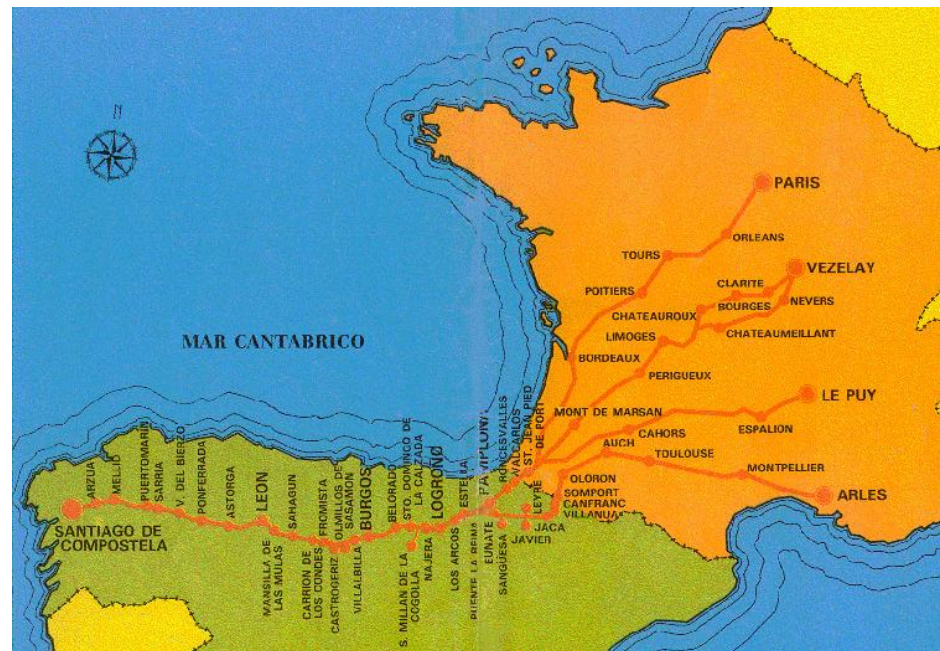 N
PARIS
ORLEANS
TOURS
VEZELAY
CLARITE
POITIERS
BOURGES
NEVERS
CHATEAUROUX
LIMOGES
CHATEAUMEILLANT
MAR CANTABRICO
BORDEAUX
PERIGUEUX
LE PUY
MONT DE MARSAN
ESPALION
CAHORS
AUCH
TOULOUSE
MONTPELLIER
ARLES
OLORON
SOMPORT
CANFRANC
VILLANUA
JACA
JAVIER
LEYRE
SANGÜESA
ST. JEAN PIED
DE PORT
VALCARLOS
RONCESVALLES
EUNATE
PUENTE LA REINA
ESTELLA
LOS ARCOS
LOGROÑO
NAJERA
STO. DOMINGO DE
LA CALZADA
S. MILLAN DE LA
COGOLLA
BELORADO
BURGOS
VILLALBILLA
OLMILLOS DE
SASAMON
CASTROGERIZ
FROMISTA
CARRION DE
LOS CONDES
SAHAGUN
MANSILLA DE
LAS MULAS
LEON
ASTORGA
PONFERRADA
V. DEL BIERZO
SARRIA
PUERTOMARIN
MELLID
ARZUA
SANTIAGO DE
COMPOSTELA